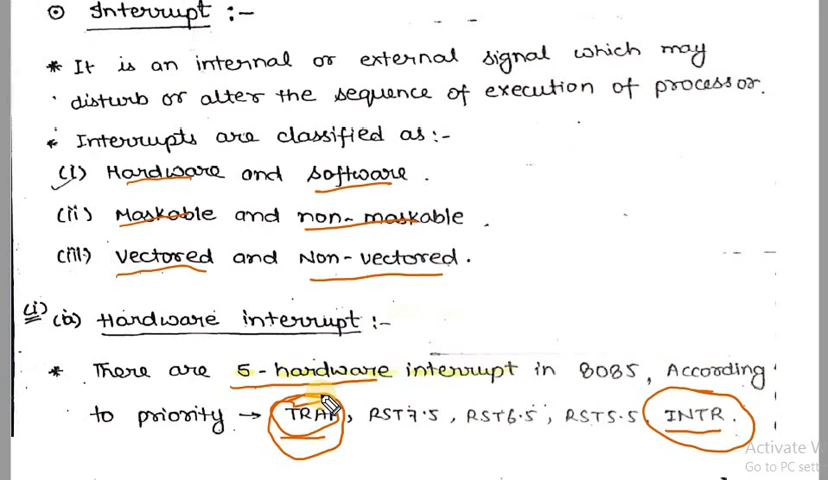 ⊙ Interrupt :-
* It is an internal or external signal which may
disturb or alter the sequence of execution of processor.
* Interrupts are classified as :-
(i) Hardware and software.
(ii) Maskable and non-maskable.
(iii) Vectored and Non-vectored.
(i) (a) Hardware interrupt :-
* There are 5-hardware interrupt in 8085, According
to priority → TRAP, RST7.5, RST6.5, RST5.5, INTR.
Activate
Go to PC sett